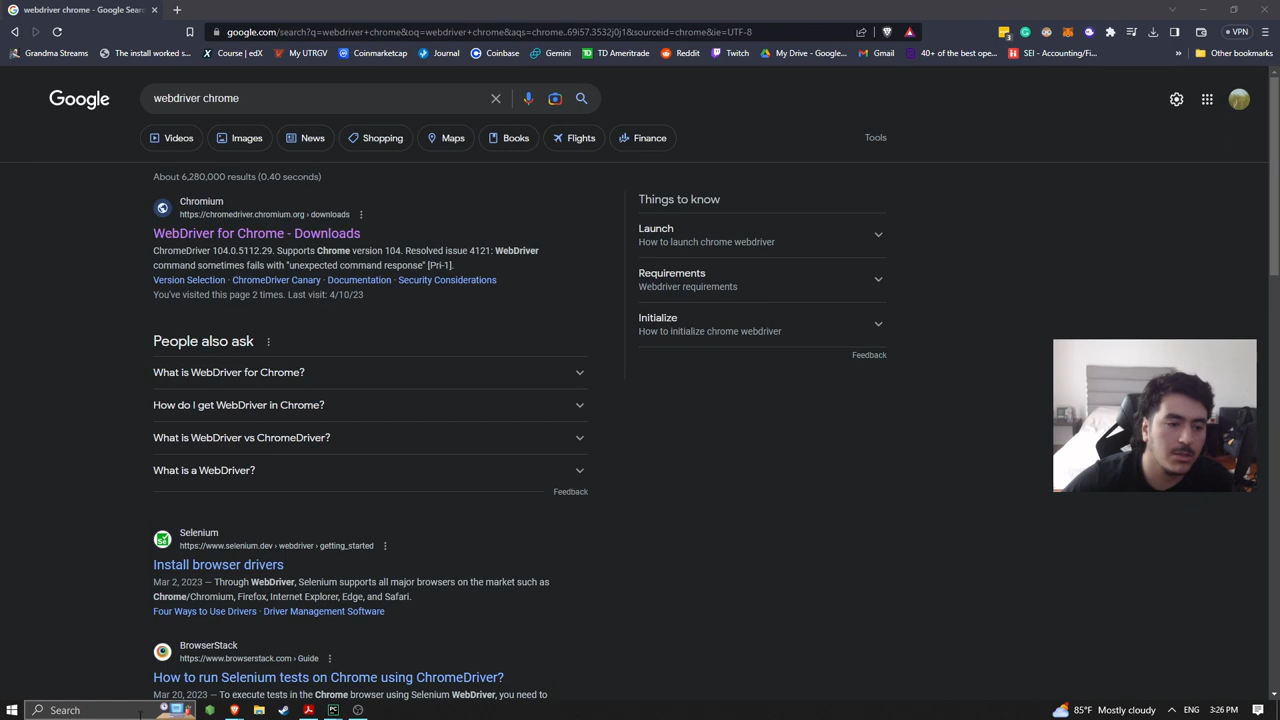 webdriver chrome - Google Sear
google.com/search?q=webdriver+chrome&oq=webdriver+chrome&aqs=chrome..69i57.3532j0j1&sourceid=chrome&ie=UTF-8
VPN
Grandma Streams
The install worked...
Course | edX
My UTRGV
Coinmarketcap
Journal
Coinbase
Gemini
TD Ameritrade
Reddit
Twitch
My Drive - Google...
Gmail
40+ of the best ope...
SEI - Accounting/Fi...
Other bookmarks
Google
webdriver chrome
Videos
Images
News
Shopping
Maps
Books
Flights
Finance
Tools
About 6,280,000 results (0.40 seconds)
Chromium
https://chromedriver.chromium.org › downloads
WebDriver for Chrome - Downloads
ChromeDriver 104.0.5112.29. Supports Chrome version 104. Resolved issue 4121: WebDriver
command sometimes fails with "unexpected command response" [Pri-1].
Version Selection · ChromeDriver Canary · Documentation · Security Considerations
You've visited this page 2 times. Last visit: 4/10/23
People also ask
What is WebDriver for Chrome?
How do I get WebDriver in Chrome?
What is WebDriver vs ChromeDriver?
What is a WebDriver?
Feedback
Selenium
https://www.selenium.dev › webdriver › getting_started
Install browser drivers
Mar 2, 2023 — Through WebDriver, Selenium supports all major browsers on the market such as
Chrome/Chromium, Firefox, Internet Explorer, Edge, and Safari.
Four Ways to Use Drivers · Driver Management Software
BrowserStack
https://www.browserstack.com › Guide
How to run Selenium tests on Chrome using ChromeDriver?
Mar 20, 2023 — To execute tests in the Chrome browser using Selenium WebDriver, you need to
Things to know
Launch
How to launch chrome webdriver
Requirements
Webdriver requirements
Initialize
How to initialize chrome webdriver
Feedback
Search
85°F Mostly cloudy
ENG
3:26 PM